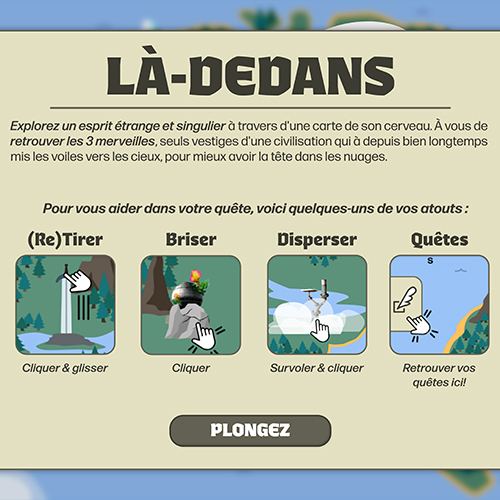 LÀ-DEDANS
Explorez un esprit étrange et singulier à travers d'une carte de son cerveau. À vous de
retrouver les 3 merveilles, seuls vestiges d'une civilisation qui à depuis bien longtemps
mis les voiles vers les cieux, pour mieux avoir la tête dans les nuages.
Pour vous aider dans votre quête, voici quelques-uns de vos atouts :
(Re)Tirer Briser Disperser Quêtes
S
Cliquer & glisser Cliquer Survoler & cliquer Retrouver vos
quêtes ici!
PLONGEZ